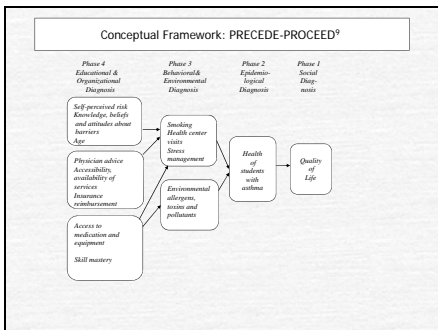 Conceptual Framework: PRECEDE-PROCEED9
Phase 4
Educational &
Organizational
Diagnosis
Phase 3
Behavioral&
Environmental
Diagnosis
Phase 2
Epidemio-
logical
Diagnosis
Phase 1
Social
Diag-
nosis
Self-perceived risk
Knowledge, beliefs
and attitudes about
barriers
Age
Physician advice
Accessibility,
availability of
services
Insurance
reimbursement
Access to
medication and
equipment
Skill mastery
Smoking
Health center
visits
Stress
management
Environmental
allergens,
toxins and
pollutants
Health
of
students
with
asthma
Quality
of
Life